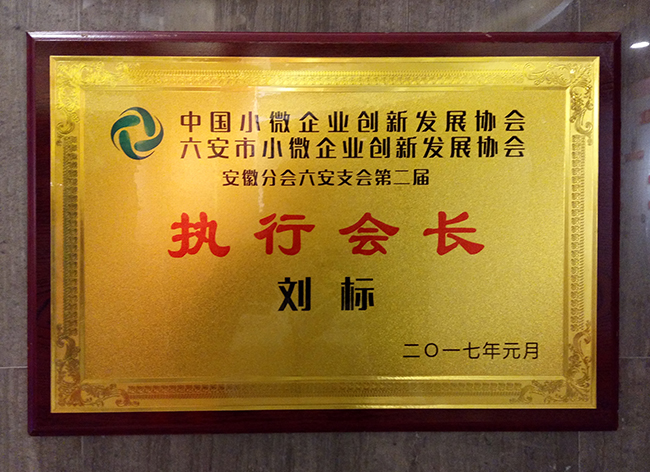 中国小微企业创新发展协会
六安市小微企业创新发展协会
安徽分会六安支会第二届
执行会长
刘标
二〇一七年元月